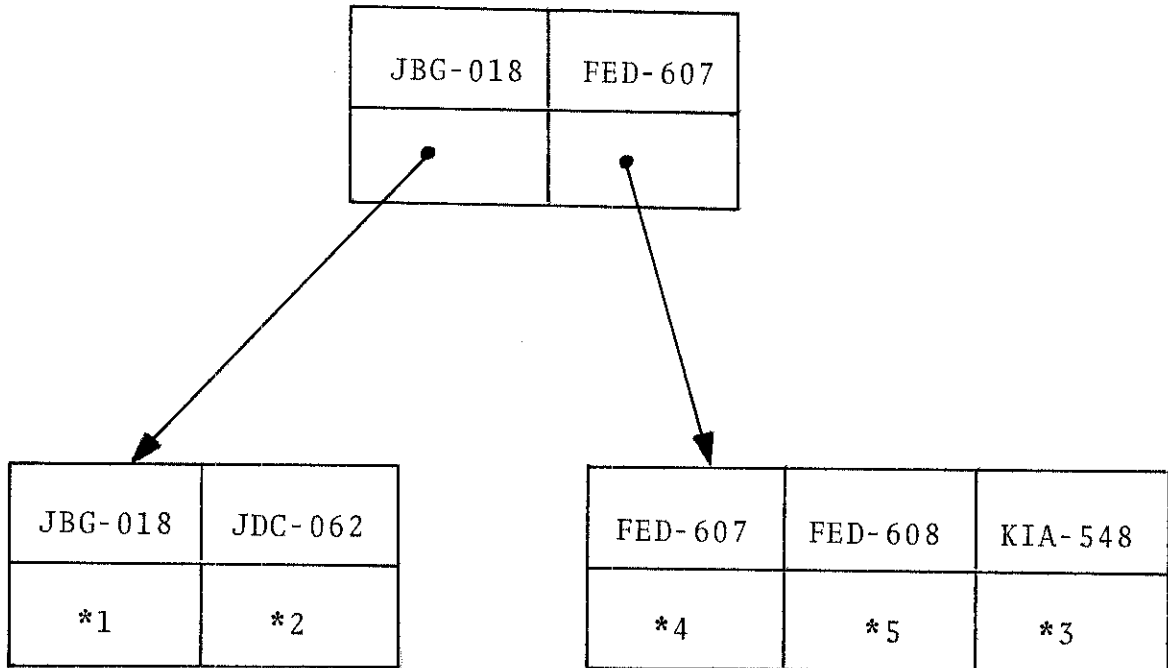 JBG-018 FED-607
JBG-018 JDC-062
*1 *2
FED-607 FED-608 KIA-548
*4 *5 *3